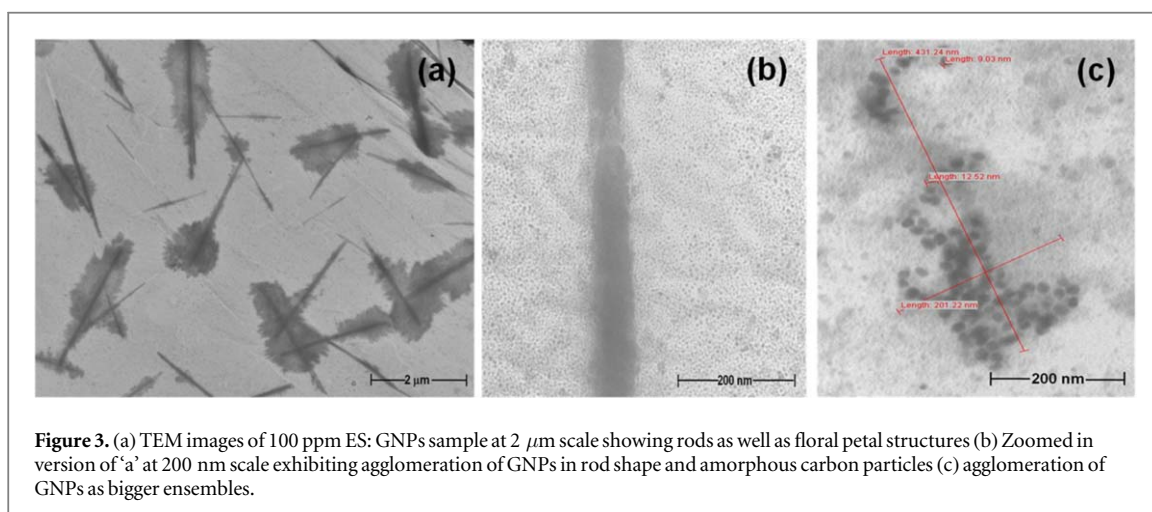 (a)
(b)
(c)
Length: 431.24 nm
Length: 9.03 nm
Length: 12.52 nm
Length: 201.22 nm
2 μm
200 nm
200 nm
Figure 3. (a) TEM images of 100 ppm ES: GNPs sample at 2 μm scale showing rods as well as floral petal structures (b) Zoomed in
version of ‘a’ at 200 nm scale exhibiting agglomeration of GNPs in rod shape and amorphous carbon particles (c) agglomeration of
GNPs as bigger ensembles.